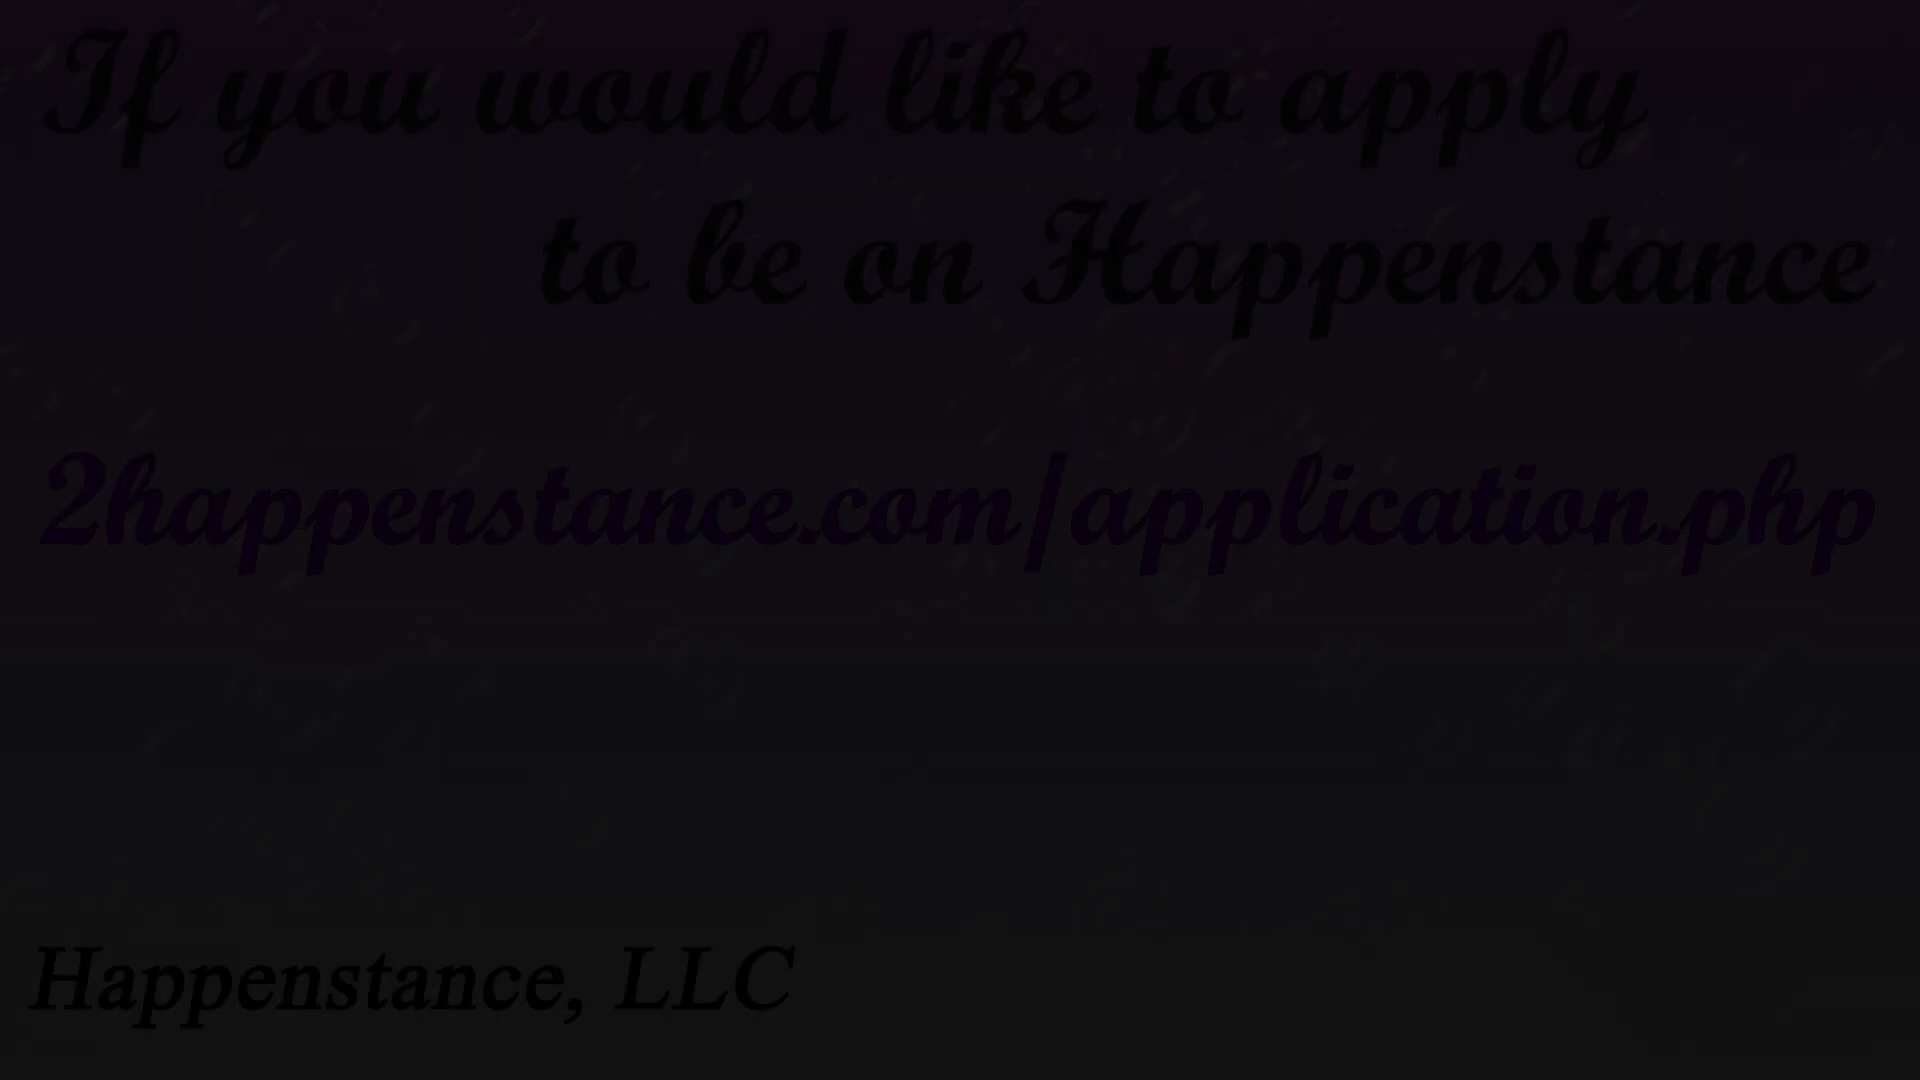 If you would like to apply
to be on Happenstance
2happenstance.com/application.php
Happenstance, LLC